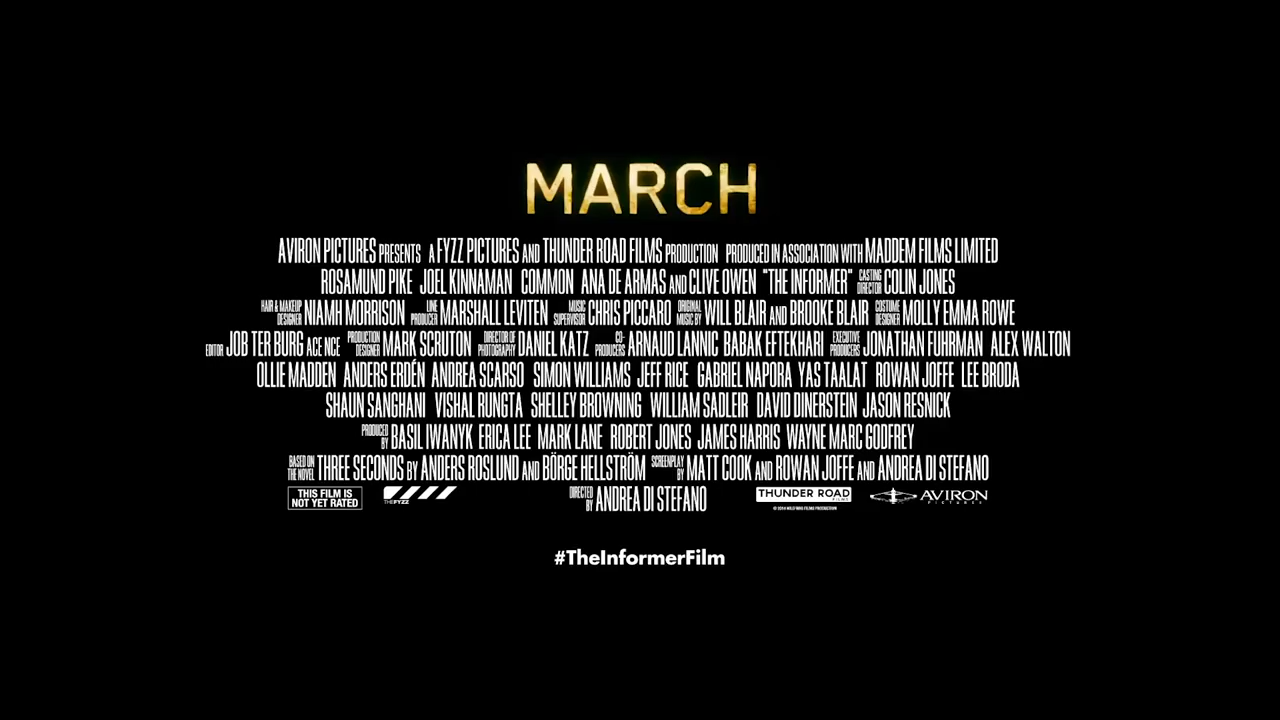 MARCH
AVIRON PICTURES PRESENTS A FYZZ PICTURES AND THUNDER ROAD FILMS PRODUCTION PRODUCED IN ASSOCIATION WITH MADDEM FILMS LIMITED
ROSAMUND PIKE JOEL KINNAMAN COMMON ANA DE ARMAS AND CLIVE OWEN "THE INFORMER" CASTING DIRECTOR COLIN JONES
HAIR & MAKEUP DESIGNER NIAMH MORRISON LINE PRODUCER MARSHALL LEVITEN MUSIC SUPERVISOR CHRIS PICCARO ORIGINAL MUSIC BY WILL BLAIR AND BROOKE BLAIR COSTUME DESIGNER MOLLY EMMA ROWE
EDITOR JOB TER BURG ACE NCE PRODUCTION DESIGNER MARK SCRUTON DIRECTOR OF PHOTOGRAPHY DANIEL KATZ CO-PRODUCERS ARNAUD LANNIC BABAK EFTEKHARI EXECUTIVE PRODUCERS JONATHAN FUHRMAN ALEX WALTON
OLLIE MADDEN ANDERS ERDÉN ANDREA SCARSO SIMON WILLIAMS JEFF RICE GABRIEL NAPORA YAS TAALAT ROWAN JOFFE LEE BRODA
SHAUN SANGHANI VISHAL RUNGTA SHELLEY BROWNING WILLIAM SADLEIR DAVID DINERSTEIN JASON RESNICK
PRODUCED BY BASIL IWANYK ERICA LEE MARK LANE ROBERT JONES JAMES HARRIS WAYNE MARC GODFREY
BASED ON THE NOVEL THREE SECONDS BY ANDERS ROSLUND AND BÖRGE HELLSTRÖM SCREENPLAY BY MATT COOK AND ROWAN JOFFE AND ANDREA DI STEFANO
THIS FILM IS NOT YET RATED THEFYZZ DIRECTED BY ANDREA DI STEFANO THUNDER ROAD FILMS AVIRON PICTURES
#TheInformerFilm